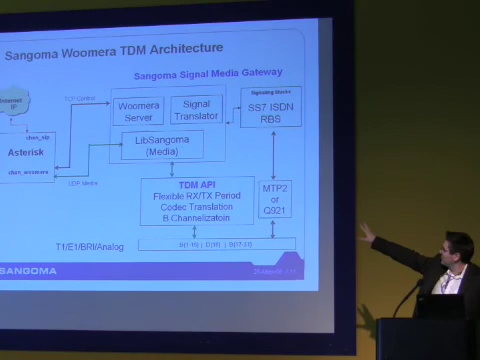 Sangoma Woomera TDM Architecture
Sangoma Signal Media Gateway
Internet
IP
TCP Control
Woomera
Server
Signal
Translator
Signaling Stacks
SS7 ISDN
RBS
chan_sip
Asterisk
chan_woomera
LibSangoma
(Media)
UDP Media
TDM API
Flexible RX/TX Period
Codec Translation
B Channelizatoin
MTP2
or
Q921
T1/E1/BRI/Analog
SANGOMA